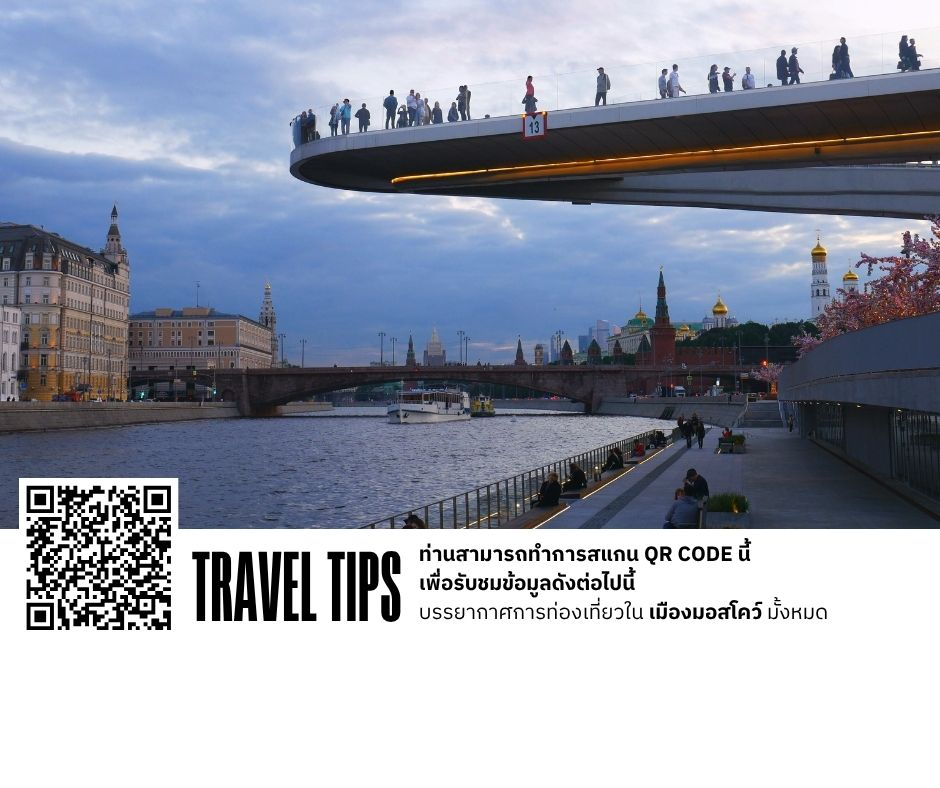 13
TRAVEL TIPS
ท่านสามารถทำการสแกน QR CODE นี้
เพื่อรับชมข้อมูลดังต่อไปนี้
บรรยากาศการท่องเที่ยวใน เมืองมอสโคว์ มั้งหมด